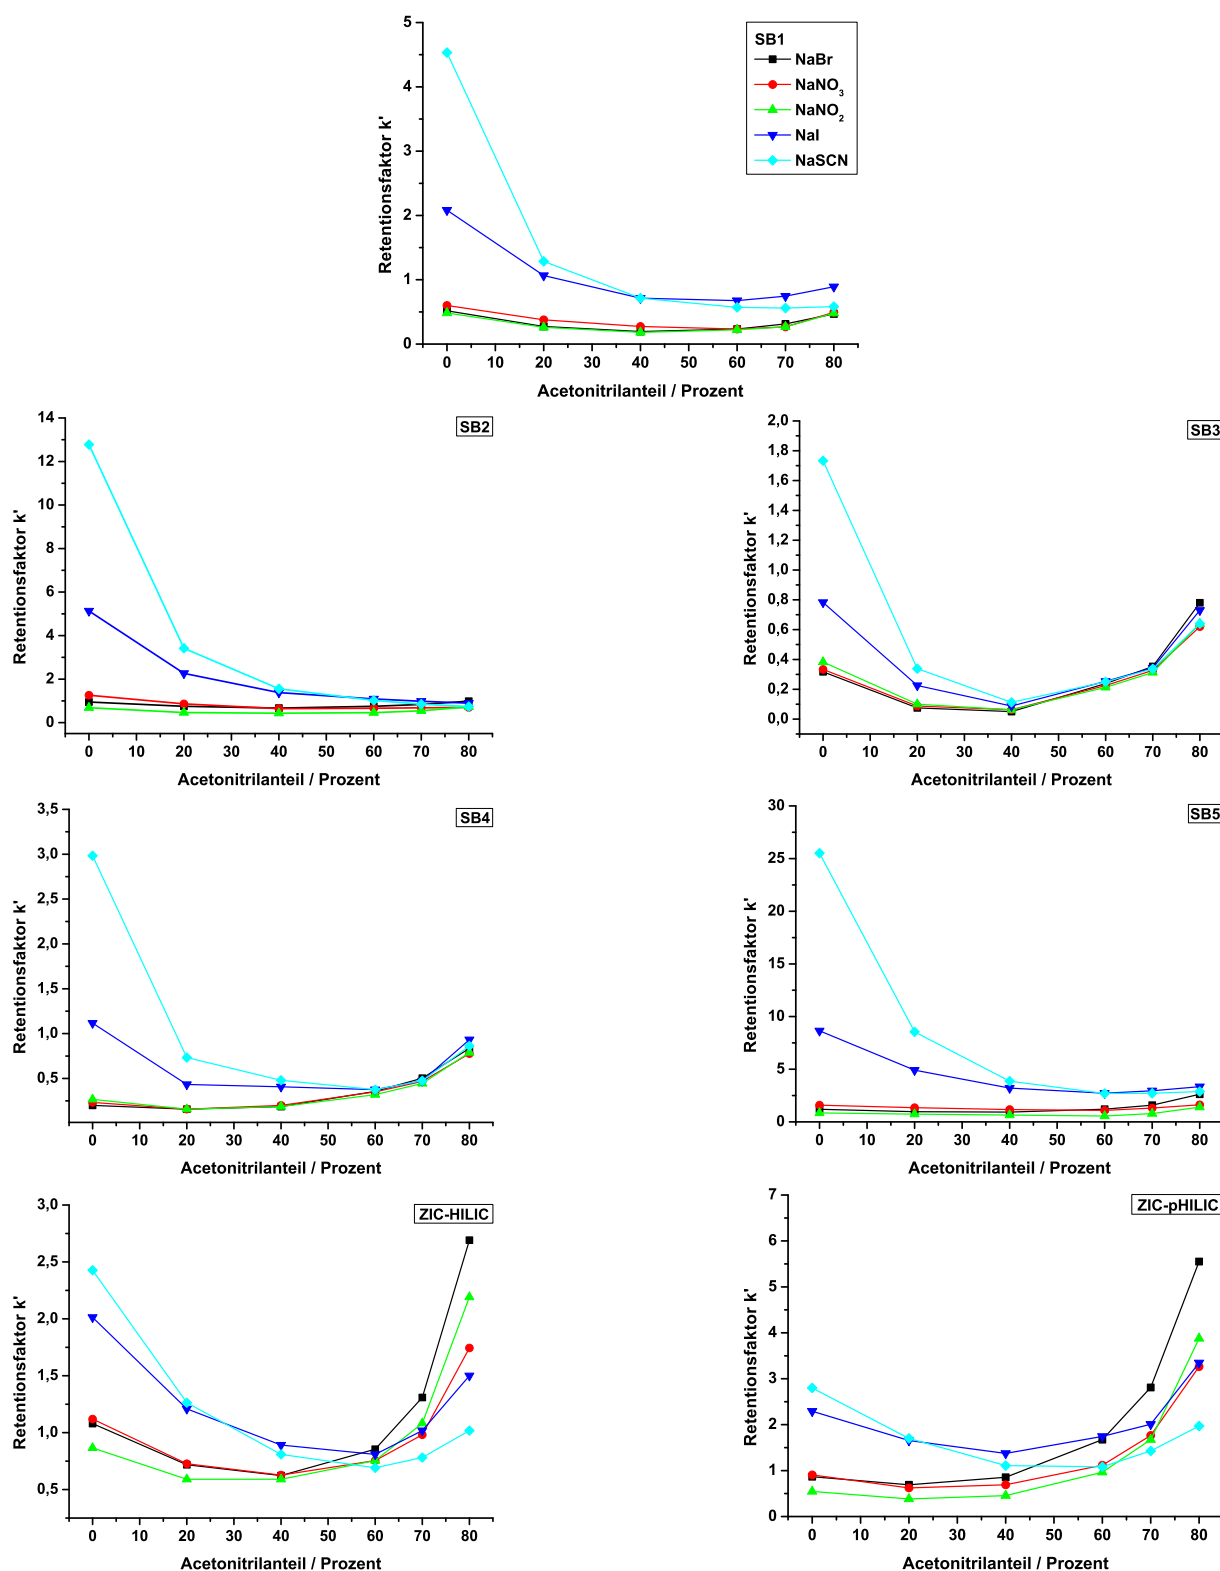 SB1
NaBr
NaNO₃
NaNO₂
NaI
NaSCN
Retentionsfaktor k'
5
4
3
2
1
0
0 10 20 30 40 50 60 70 80
Acetonitrilanteil / Prozent
SB2
Retentionsfaktor k'
14
12
10
8
6
4
2
0
0 10 20 30 40 50 60 70 80
Acetonitrilanteil / Prozent
SB3
Retentionsfaktor k'
2,0
1,8
1,6
1,4
1,2
1,0
0,8
0,6
0,4
0,2
0,0
0 10 20 30 40 50 60 70 80
Acetonitrilanteil / Prozent
SB4
Retentionsfaktor k'
3,5
3,0
2,5
2,0
1,5
1,0
0,5
0 10 20 30 40 50 60 70 80
Acetonitrilanteil / Prozent
SB5
Retentionsfaktor k'
30
25
20
15
10
5
0
0 10 20 30 40 50 60 70 80
Acetonitrilanteil / Prozent
ZIC-HILIC
Retentionsfaktor k'
3,0
2,5
2,0
1,5
1,0
0,5
0 10 20 30 40 50 60 70 80
Acetonitrilanteil / Prozent
ZIC-pHILIC
Retentionsfaktor k'
7
6
5
4
3
2
1
0
0 10 20 30 40 50 60 70 80
Acetonitrilanteil / Prozent